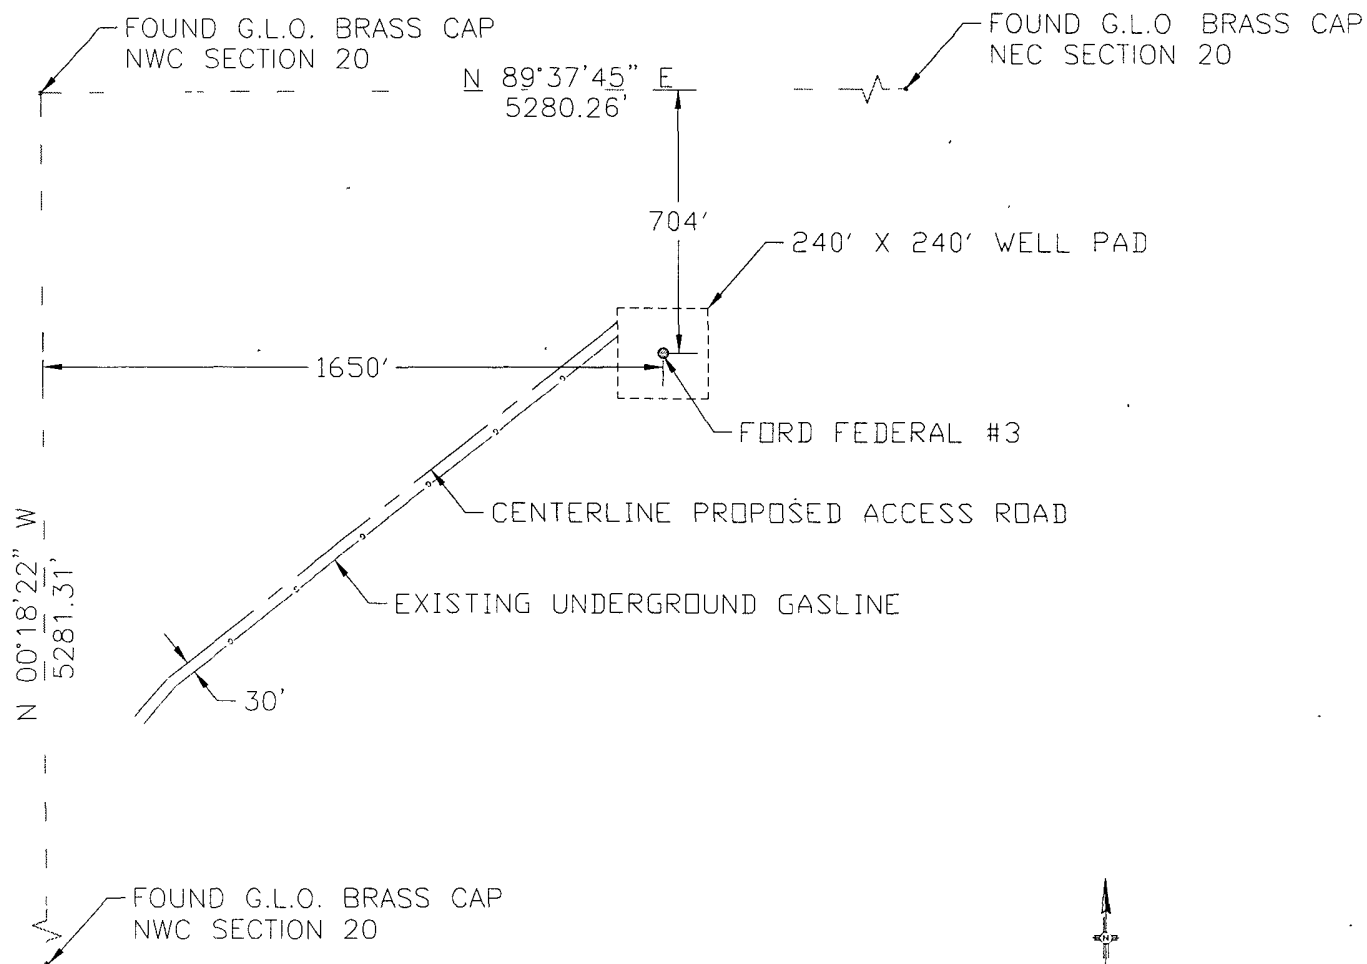 FOUND G.L.O. BRASS CAP
NWC SECTION 20
FOUND G.L.O BRASS CAP
NEC SECTION 20
N 89°37'45" E
5280.26'
704'
240' X 240' WELL PAD
1650'
FORD FEDERAL #3
CENTERLINE PROPOSED ACCESS ROAD
N 00°18'22" W
5281.31'
EXISTING UNDERGROUND GASLINE
30'
FOUND G.L.O. BRASS CAP
NWC SECTION 20
N